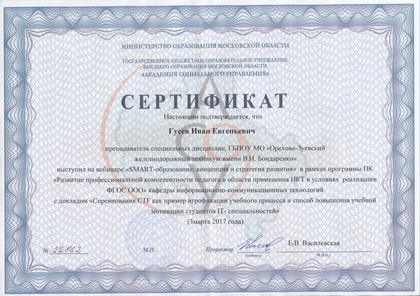 МИНИСТЕРСТВО ОБРАЗОВАНИЯ МОСКОВСКОЙ ОБЛАСТИ
ГОСУДАРСТВЕННОЕ БЮДЖЕТНОЕ ОБРАЗОВАТЕЛЬНОЕ УЧРЕЖДЕНИЕ
ВЫСШЕГО ОБРАЗОВАНИЯ МОСКОВСКОЙ ОБЛАСТИ
«АКАДЕМИЯ СОЦИАЛЬНОГО УПРАВЛЕНИЯ»
СЕРТИФИКАТ
Настоящим подтверждается, что
Гусев Иван Евгеньевич
преподаватель специальных дисциплин, ГБПОУ МО «Орехово-Зуевский
железнодорожный техникум имени В.И. Бондаренко»
выступил на вебинаре «SMART-образование: концепция и стратегия развития» в рамках программы ПК
«Развитие профессиональной компетентности педагога в области применения ИКТ в условиях реализации
ФГОС ООО» кафедры информационно-коммуникационных технологий
с докладом «Соревнования CTF как пример игрофикации учебного процесса и способ повышения учебной
мотивации студентов IT- специальностей»
(3марта 2017 года).
№ 22162 М.П. Проректор Е.В. Василевская